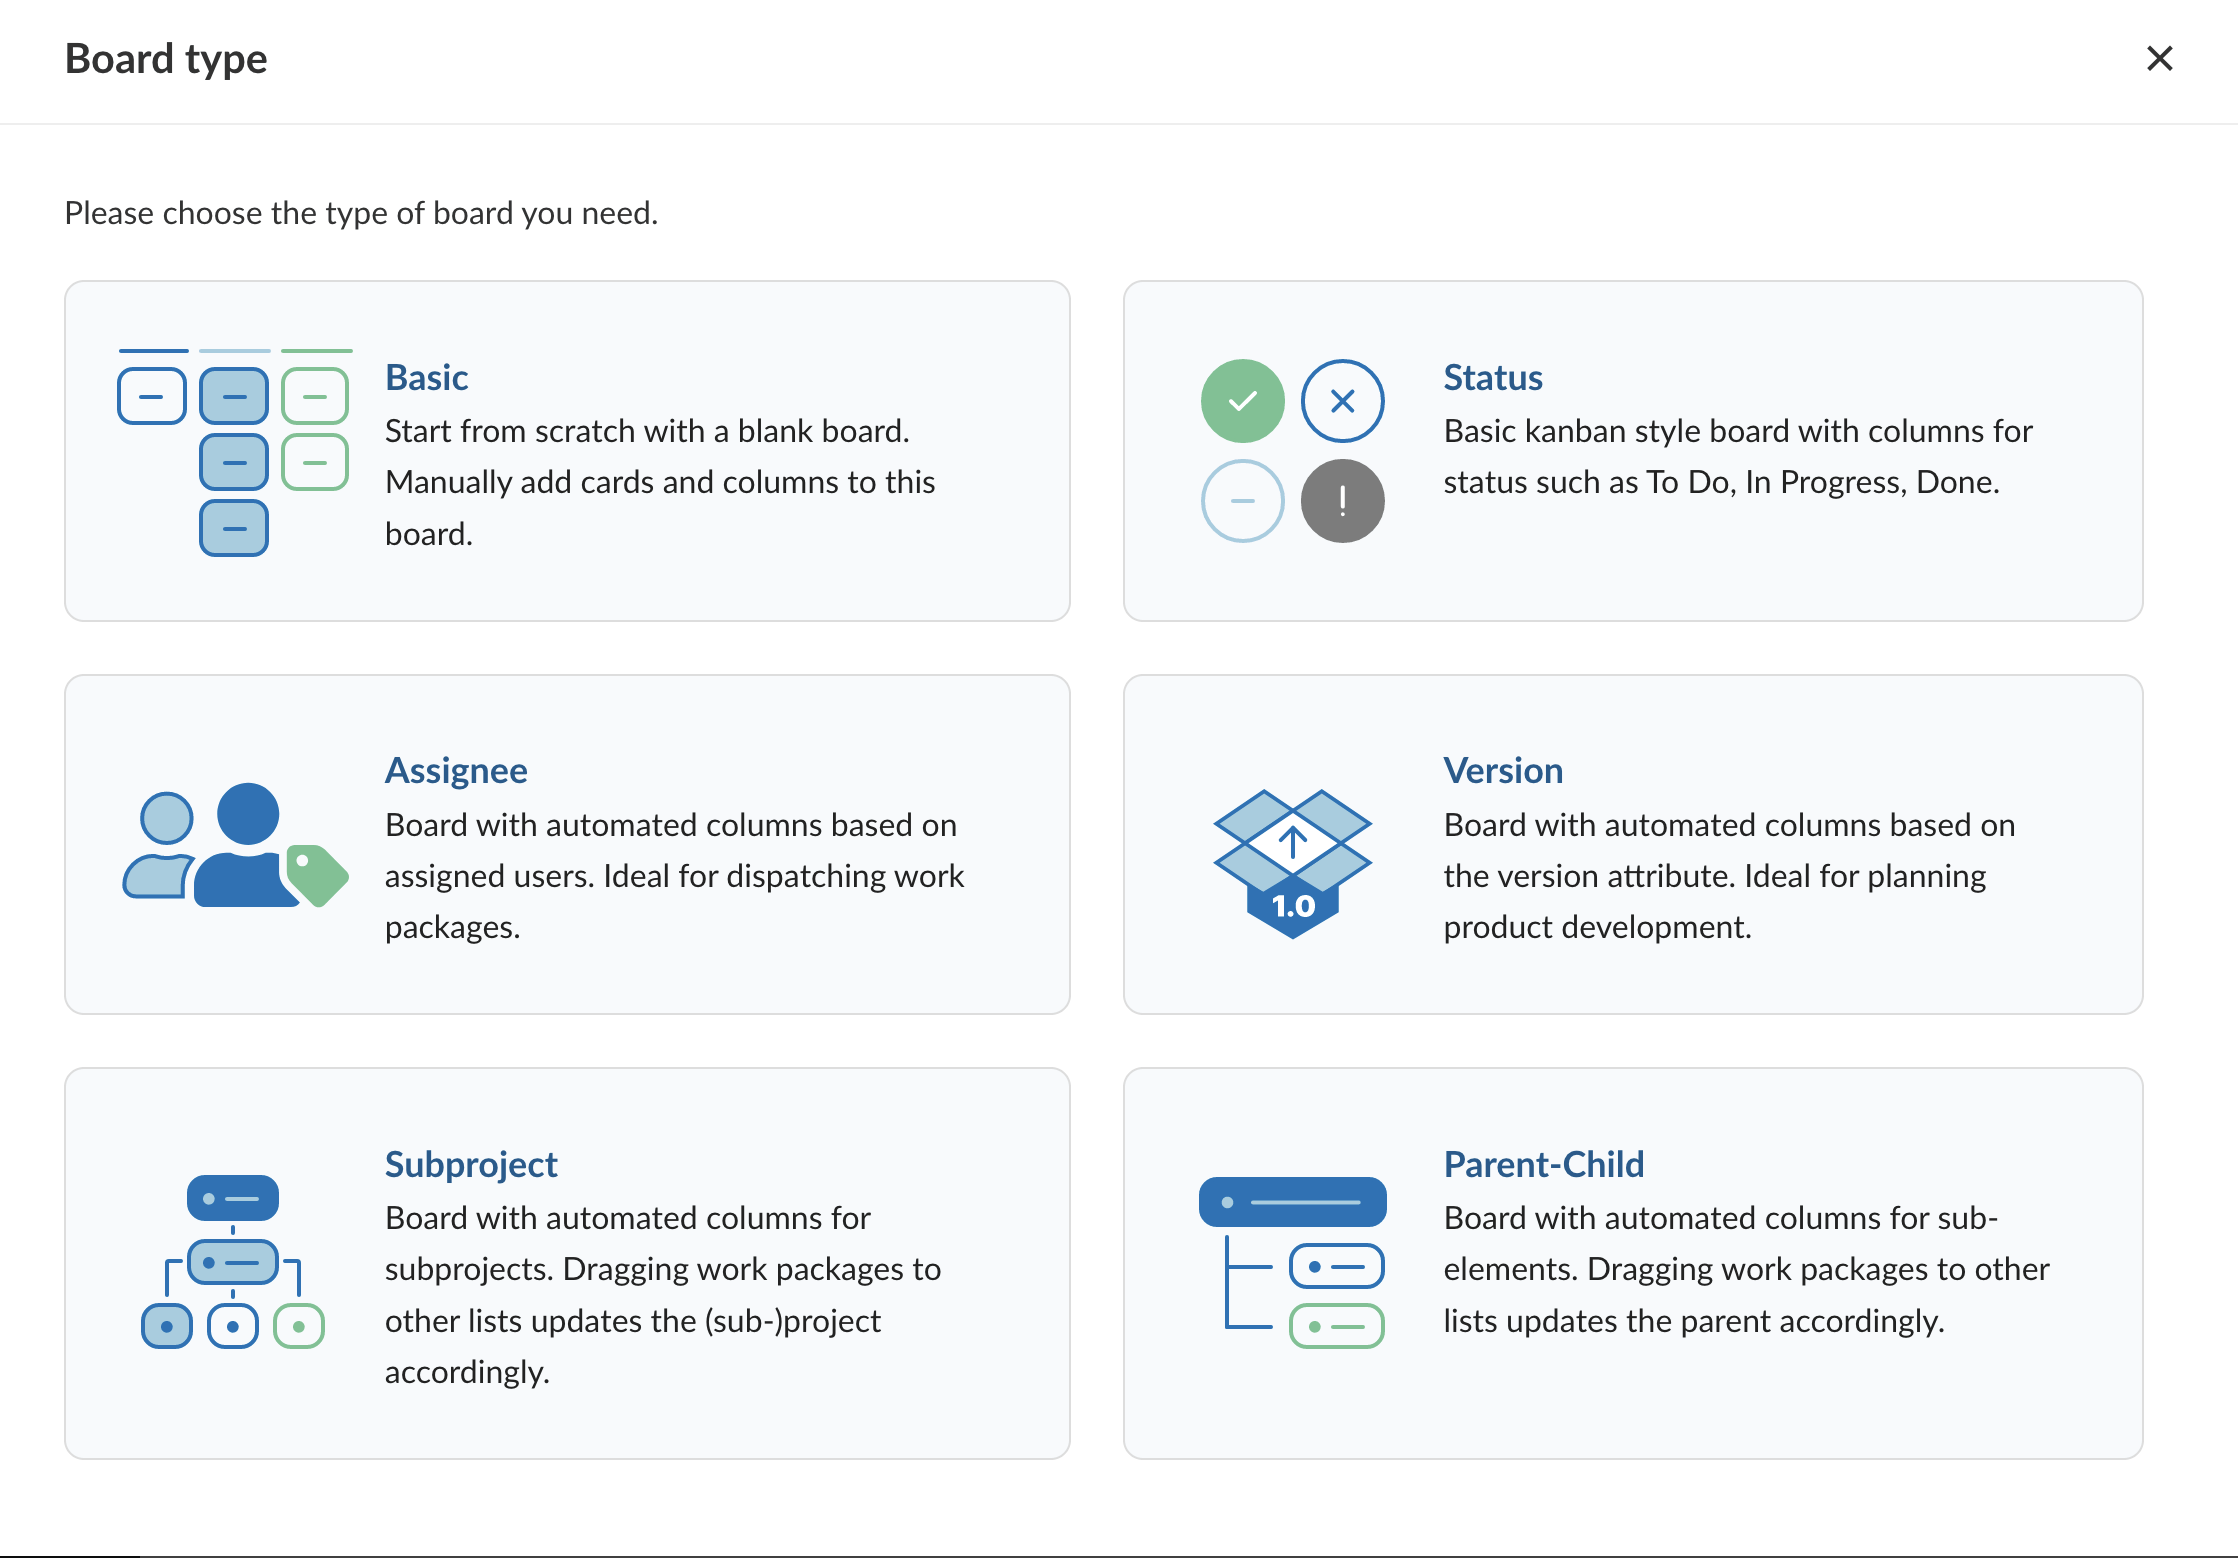 Board type
Please choose the type of board you need.
Basic
Start from scratch with a blank board.
Manually add cards and columns to this
board.
Status
Basic kanban style board with columns for
status such as To Do, In Progress, Done.
Assignee
Board with automated columns based on
assigned users. Ideal for dispatching work
packages.
1.0
Version
Board with automated columns based on
the version attribute. Ideal for planning
product development.
Subproject
Board with automated columns for
subprojects. Dragging work packages to
other lists updates the (sub-)project
accordingly.
Parent-Child
Board with automated columns for sub-
elements. Dragging work packages to other
lists updates the parent accordingly.